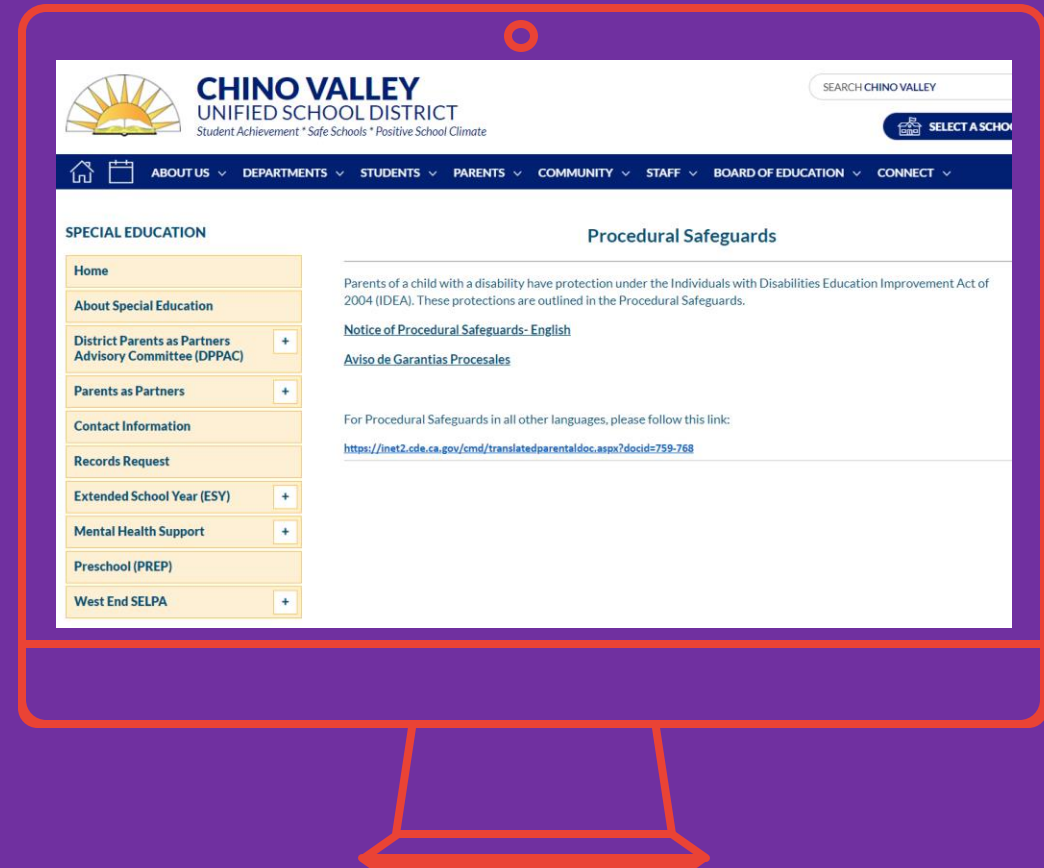 CHINO VALLEY
UNIFIED SCHOOL DISTRICT
Student Achievement * Safe Schools * Positive School Climate
SEARCH CHINO VALLEY
SELECT A
ABOUT US
DEPARTMENTS
STUDENTS
PARENTS
COMMUNITY
STAFF
BOARD OF EDUCATION
CONNECT
SPECIAL EDUCATION
Home
About Special Education
District Parents as Partners
Advisory Committee (DPPAC)
+
Parents as Partners
+
Contact Information
Records Request
Extended School Year (ESY)
+
Mental Health Support
+
Preschool (PREP)
West End SELPA
+
Procedural Safeguards
Parents of a child with a disability have protection under the Individuals with Disabilities Education Improvement Act of
2004 (IDEA). These protections are outlined in the Procedural Safeguards.
Notice of Procedural Safeguards- English
Aviso de Garantias Procesales
For Procedural Safeguards in all other languages, please follow this link:
https://inet2.cde.ca.gov/cmd/translatedparentaldoc.aspx?docid=759-768